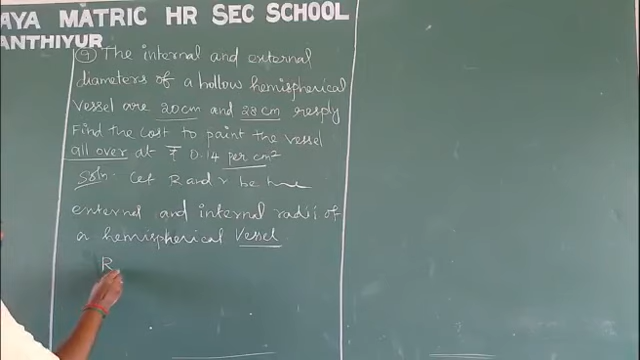 AYA MATRIC HR SEC SCHOOL
ANTHIYUR
9 The internal and external
diameters of a hollow hemispherical
vessel are 20cm and 28cm resply
Find the cost to paint the vessel
all over at ₹ 0.14 per cm²
Soln: Let R and r be the
external and internal radii of
a hemispherical vessel
R